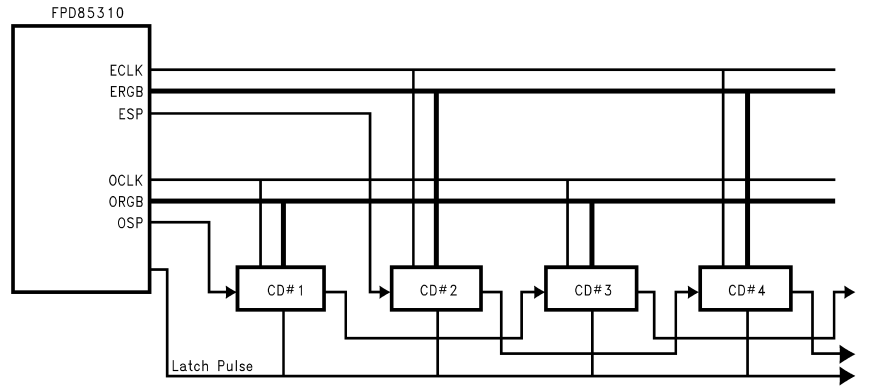 FPD85310
ECLK
ERGB
ESP
OCLK
ORGB
OSP
CD#1
CD#2
CD#3
CD#4
Latch Pulse